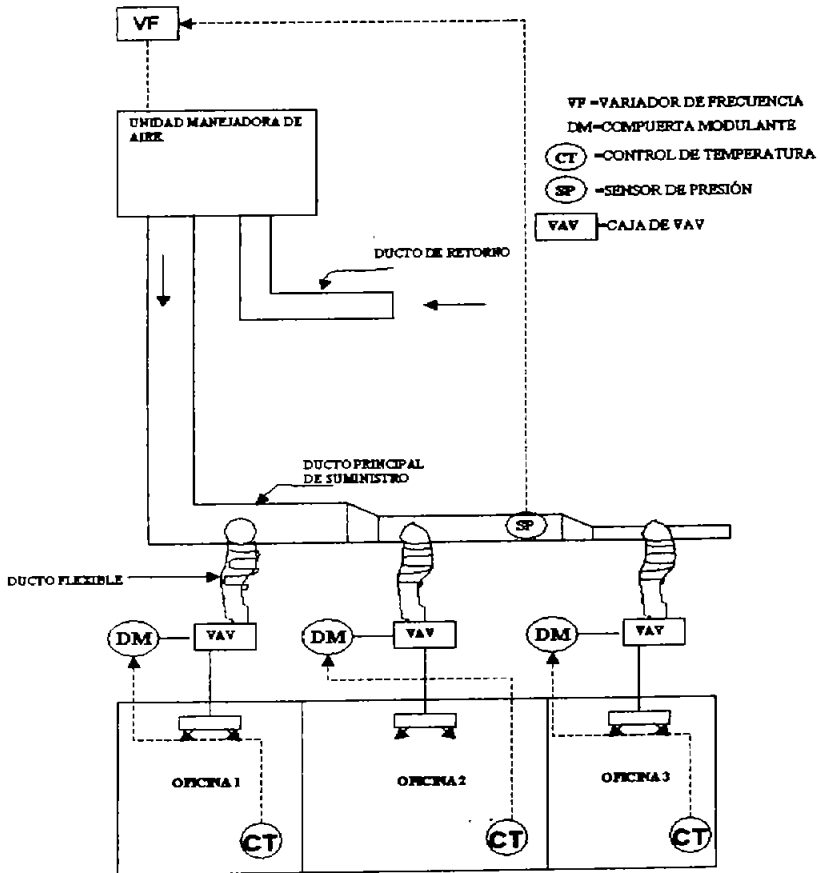 VF
UNIDAD MANEJADORA DE
AIRE
VF =VARIADOR DE FRECUENCIA
DM=COMPUERTA MODULANTE
CT =CONTROL DE TEMPERATURA
SP =SENSOR DE PRESIÓN
VAV =CAJA DE VAV
DUCTO DE RETORNO
DUCTO PRINCIPAL
DE SUMINISTRO
SP
DUCTO FLEXIBLE
DM VAV DM VAV DM VAV
OFICINA 1 OFICINA 2 OFICINA 3
CT CT CT